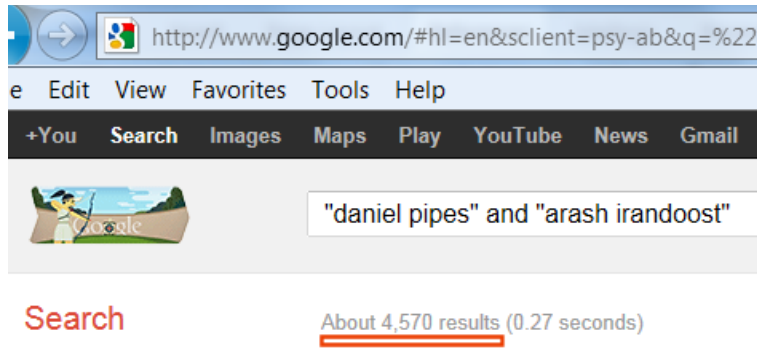 http://www.google.com/#hl=en&sclient=psy-ab&q=%22
e Edit View Favorites Tools Help
+You Search Images Maps Play YouTube News Gmail
Google
"daniel pipes" and "arash irandoost"
Search
About 4,570 results (0.27 seconds)